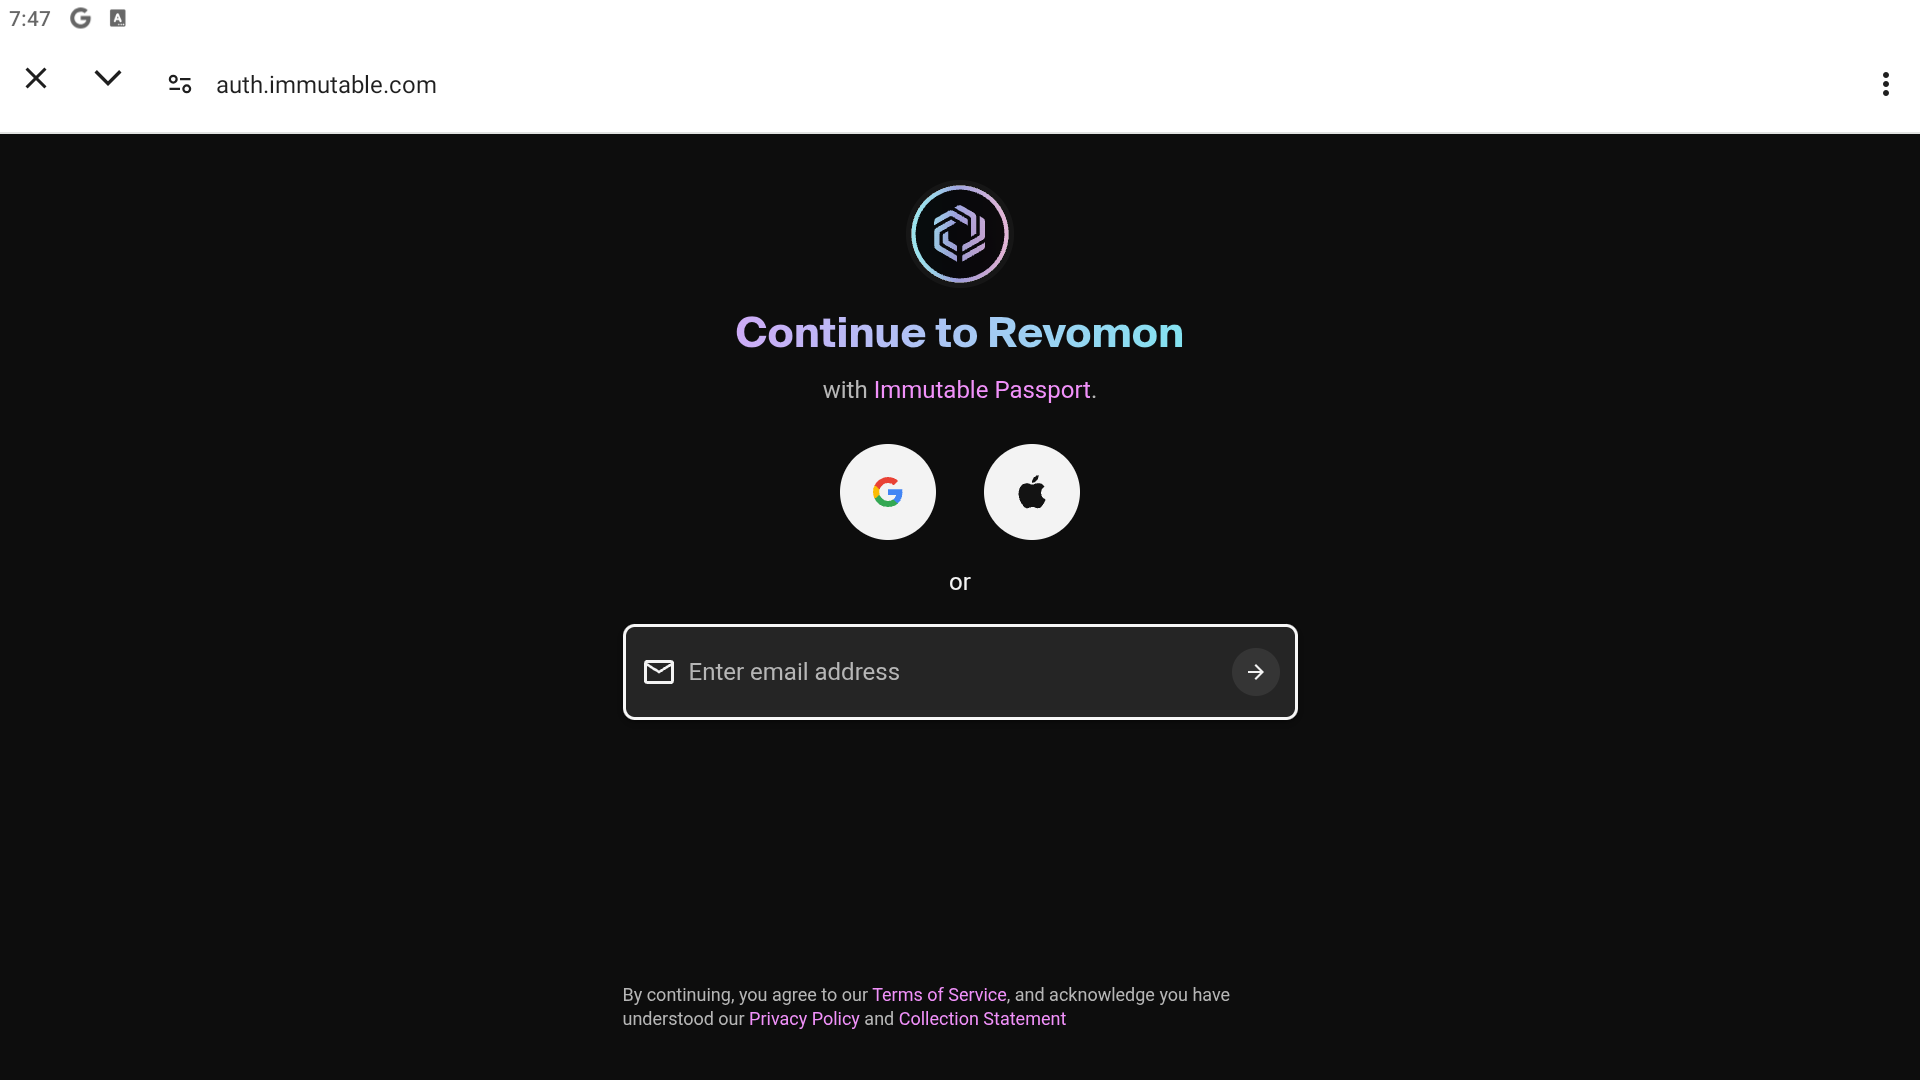 7:47
auth.immutable.com
Continue to Revomon
with Immutable Passport.
or
Enter email address
By continuing, you agree to our Terms of Service, and acknowledge you have
understood our Privacy Policy and Collection Statement